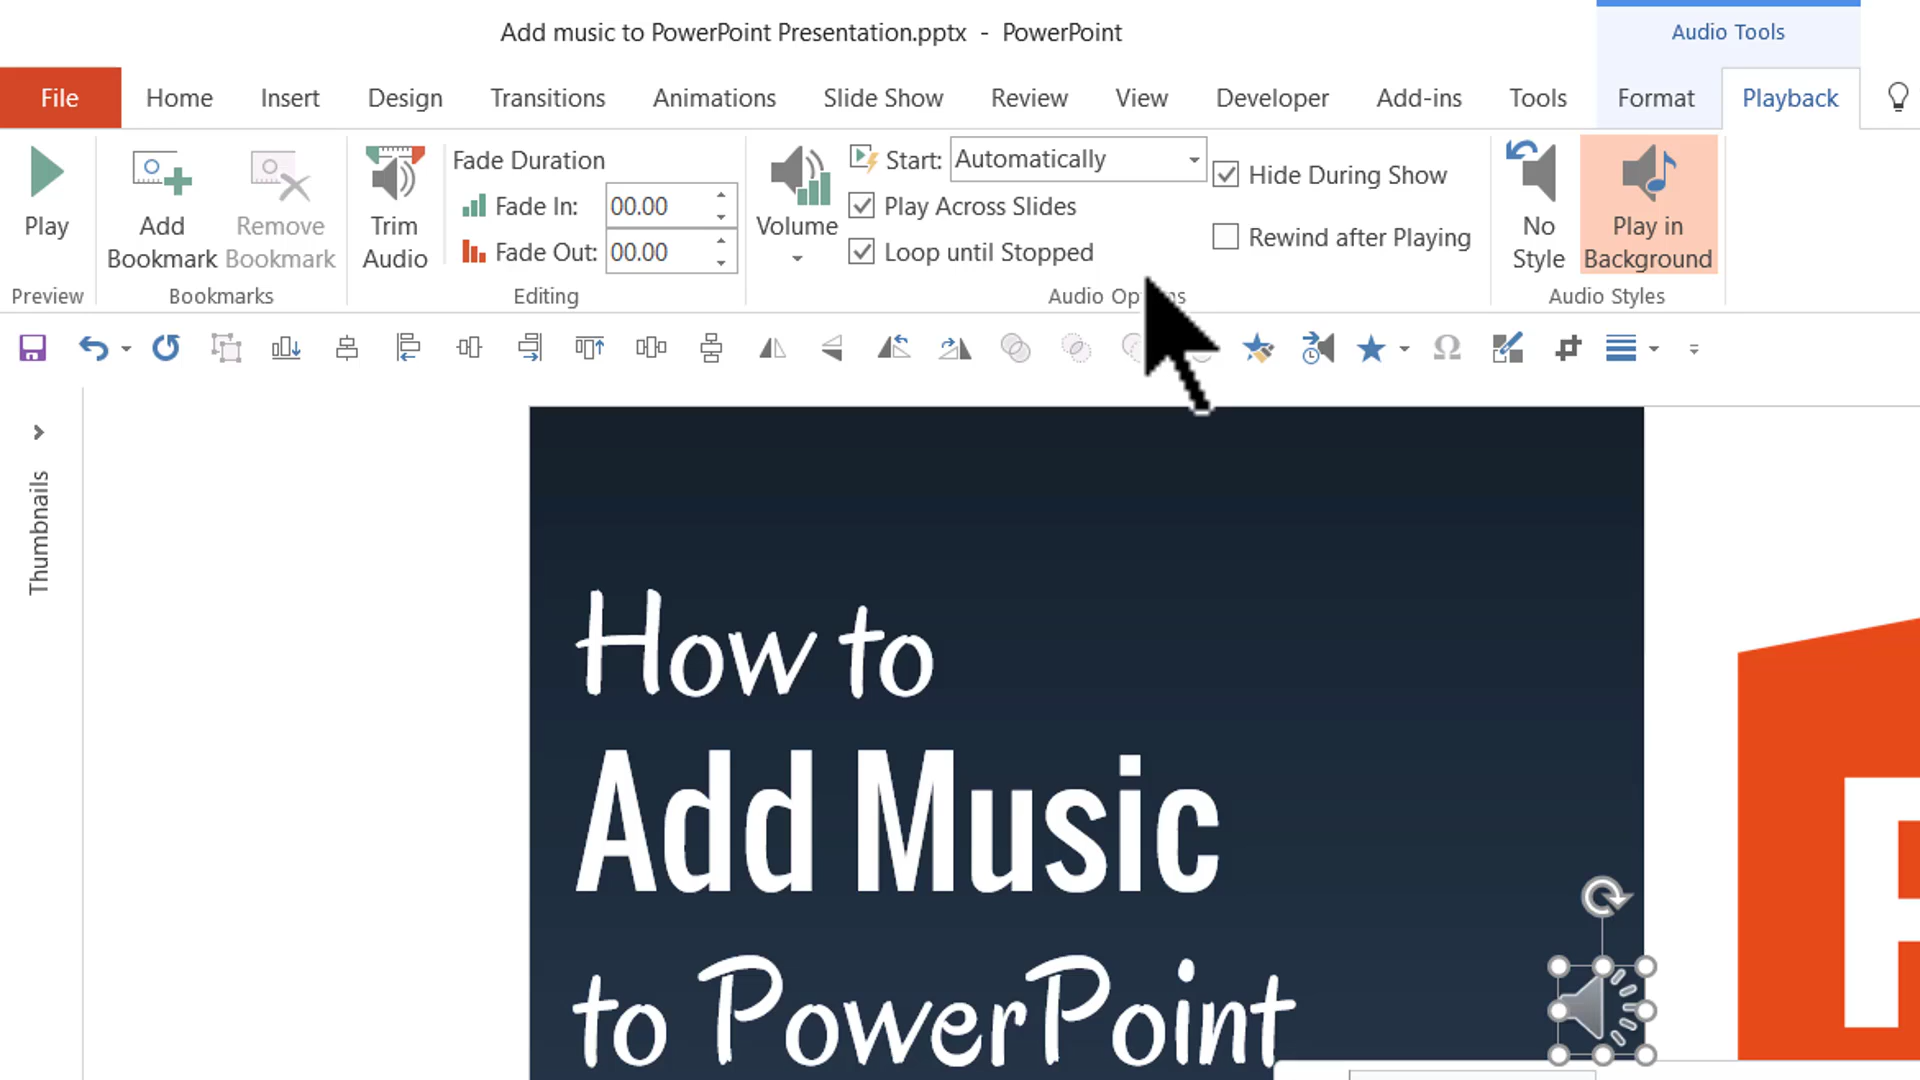 Add music to PowerPoint Presentation.pptx - PowerPoint
Audio Tools
File Home Insert Design Transitions Animations Slide Show Review View Developer Add-ins Tools Format Playback
Play
Preview
Add
Bookmark
Remove
Bookmark
Bookmarks
Trim
Audio
Fade Duration
Fade In: 00.00
Fade Out: 00.00
Editing
Volume
Start: Automatically
Play Across Slides
Loop until Stopped
Hide During Show
Rewind after Playing
Audio
No
Style
Play in
Background
Audio Styles
Thumbnails
How to
Add Music
to PowerPoint
P